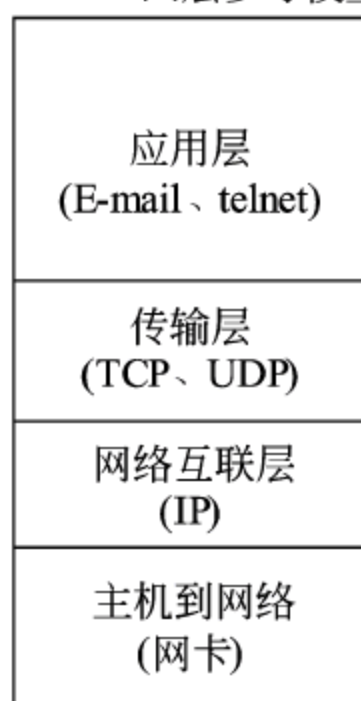 应用层
(E-mail、telnet)
传输层
(TCP、UDP)
网络互联层
(IP)
主机到网络
(网卡)